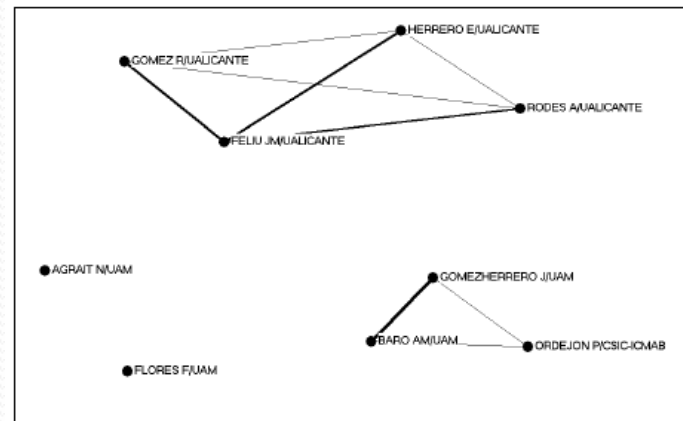 HERRERO E/UALICANTE
GOMEZ R/UALICANTE
RODES A/UALICANTE
FELIU JM/UALICANTE
AGRAIT N/UAM
GOMEZHERRERO J/UAM
BARO AM/UAM
ORDEJON P/CSIC-ICMAB
FLORES F/UAM